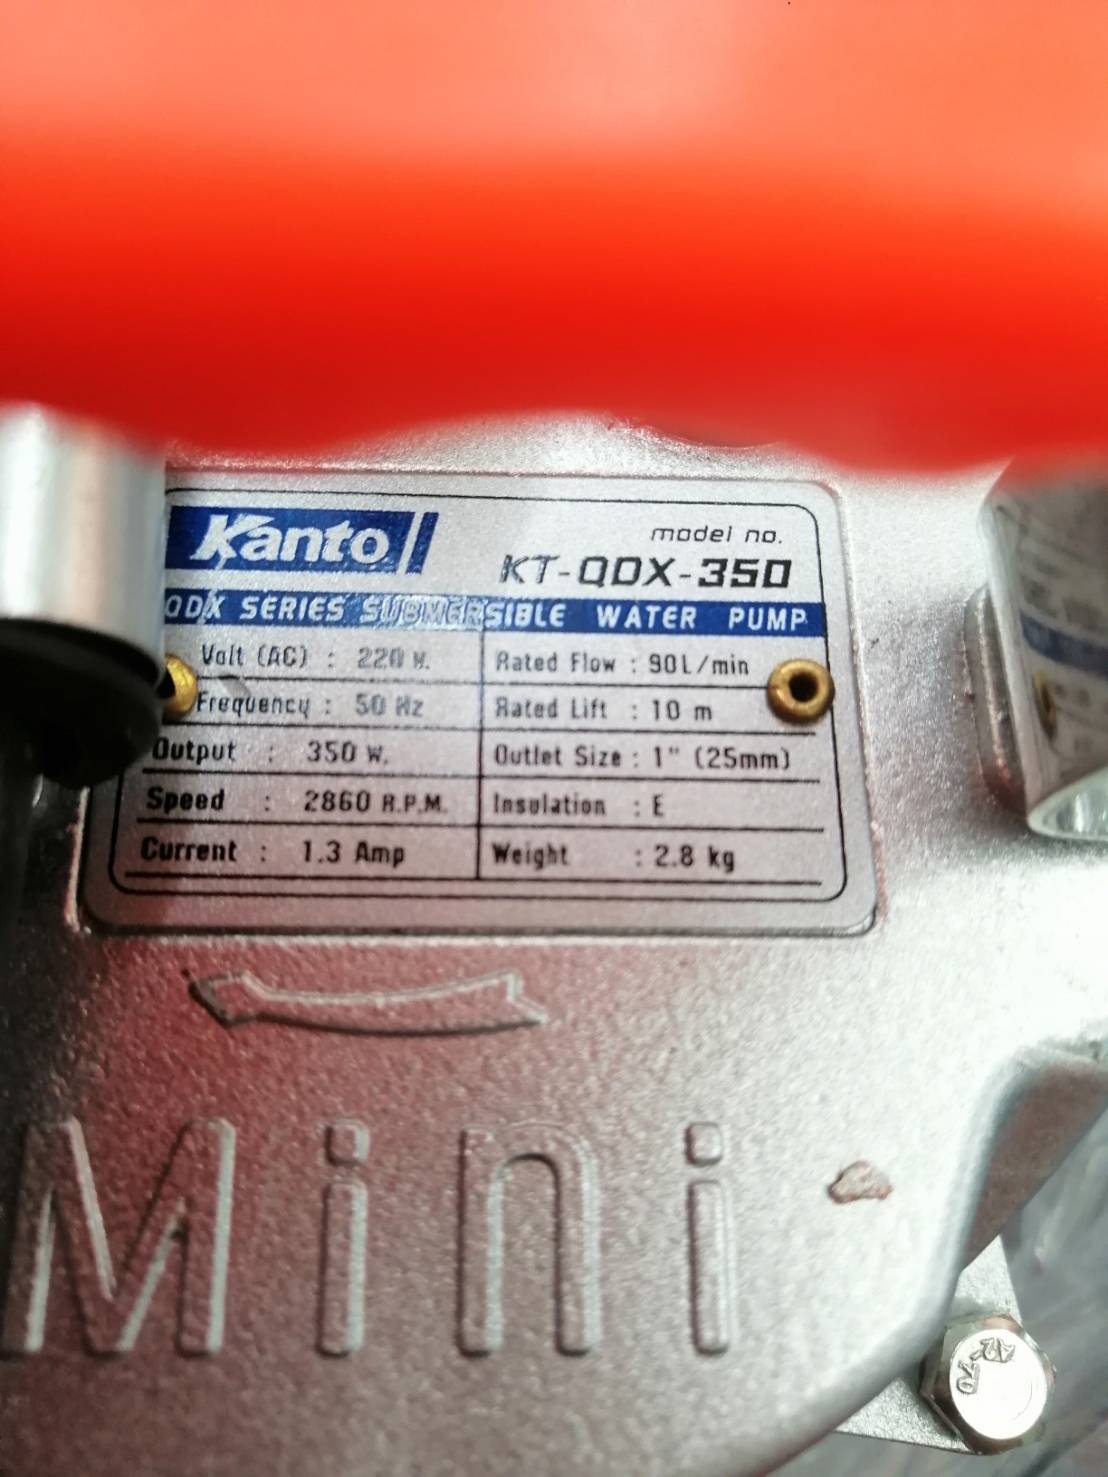 Kanto
model no.
KT-QDX-350
QDX SERIES SUBMERSIBLE WATER PUMP
Volt (AC) : 220 W.
Rated Flow : 90L/min
Frequency : 50 Hz
Rated Lift : 10 m
Output : 350 W.
Outlet Size : 1" (25mm)
Speed : 2860 R.P.M.
Insulation : E
Current : 1.3 Amp
Weight : 2.8 kg
Mini
A2-70